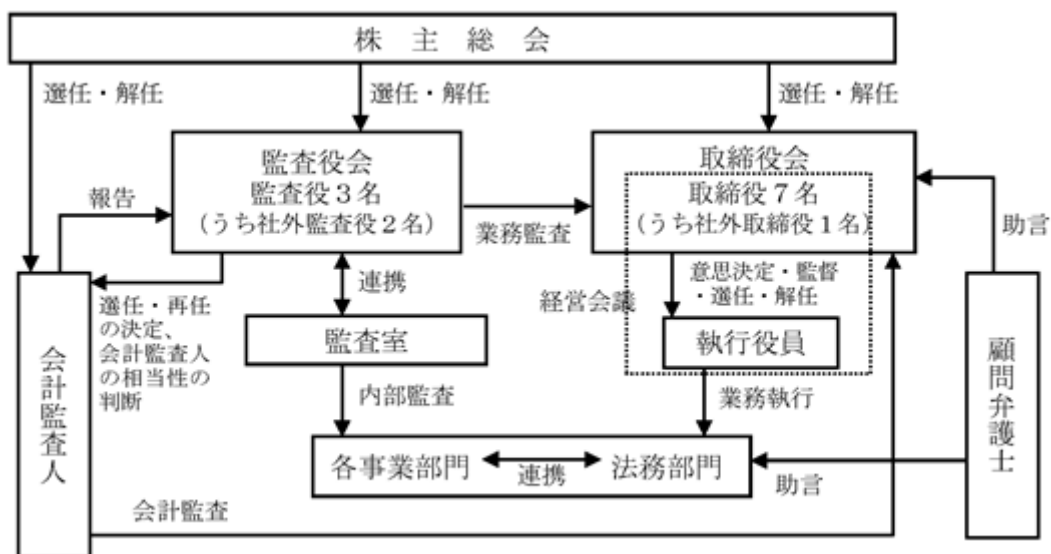 株主総会
選任・解任
選任・解任
選任・解任
監査役会
監査役3名
(うち社外監査役2名)
取締役会
取締役7名
(うち社外取締役1名)
報告
業務監査
助言
選任・再任
の決定、
会計監査人
の相当性の
判断
連携
経営会議
意思決定・監督
・選任・解任
監査室
執行役員
会計監査人
顧問弁護士
内部監査
業務執行
各事業部門
連携
法務部門
助言
会計監査